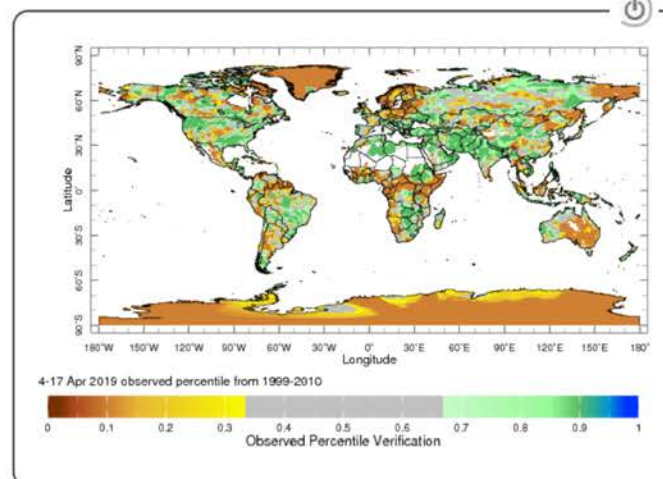 90°N
60°N
30°N
0°
30°S
60°S
90°S
Latitude
180°W 150°W 120°W 90°W 60°W 30°W 0° 30°E 60°E 90°E 120°E 150°E 180°
Longitude
4-17 Apr 2019 observed percentile from 1999-2010
0 0.1 0.2 0.3 0.4 0.5 0.6 0.7 0.8 0.9 1
Observed Percentile Verification